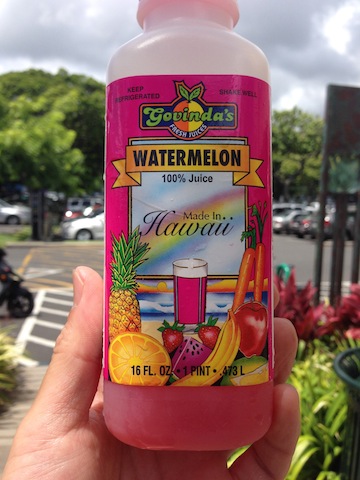 KEEP
REFRIGERATED
SHAKE WELL
Govinda's
FRESH JUICES
WATERMELON
100% Juice
Made In
Hawaii
16 FL. OZ. • 1 PINT • .473 L